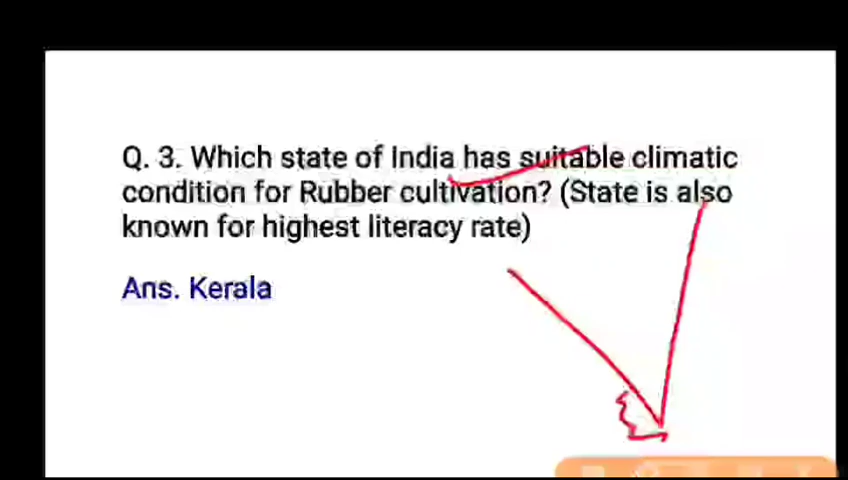 Q. 3. Which state of India has suitable climatic
condition for Rubber cultivation? (State is also
known for highest literacy rate)
Ans. Kerala